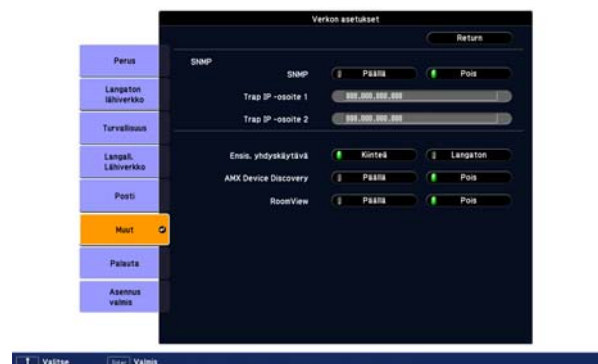 Verkon asetukset
Return
Perus
Langaton
lähiverkko
Turvallisuus
Langall.
Lähiverkko
Posti
Muut
Palauta
Asennus
valmis
SNMP
SNMP Päällä Pois
Trap IP -osoite 1 000.000.000.000
Trap IP -osoite 2 000.000.000.000
Ensis. yhdyskäytävä Kiinteä Langaton
AMX Device Discovery Päällä Pois
RoomView Päällä Pois
Valitse Enter Valmis